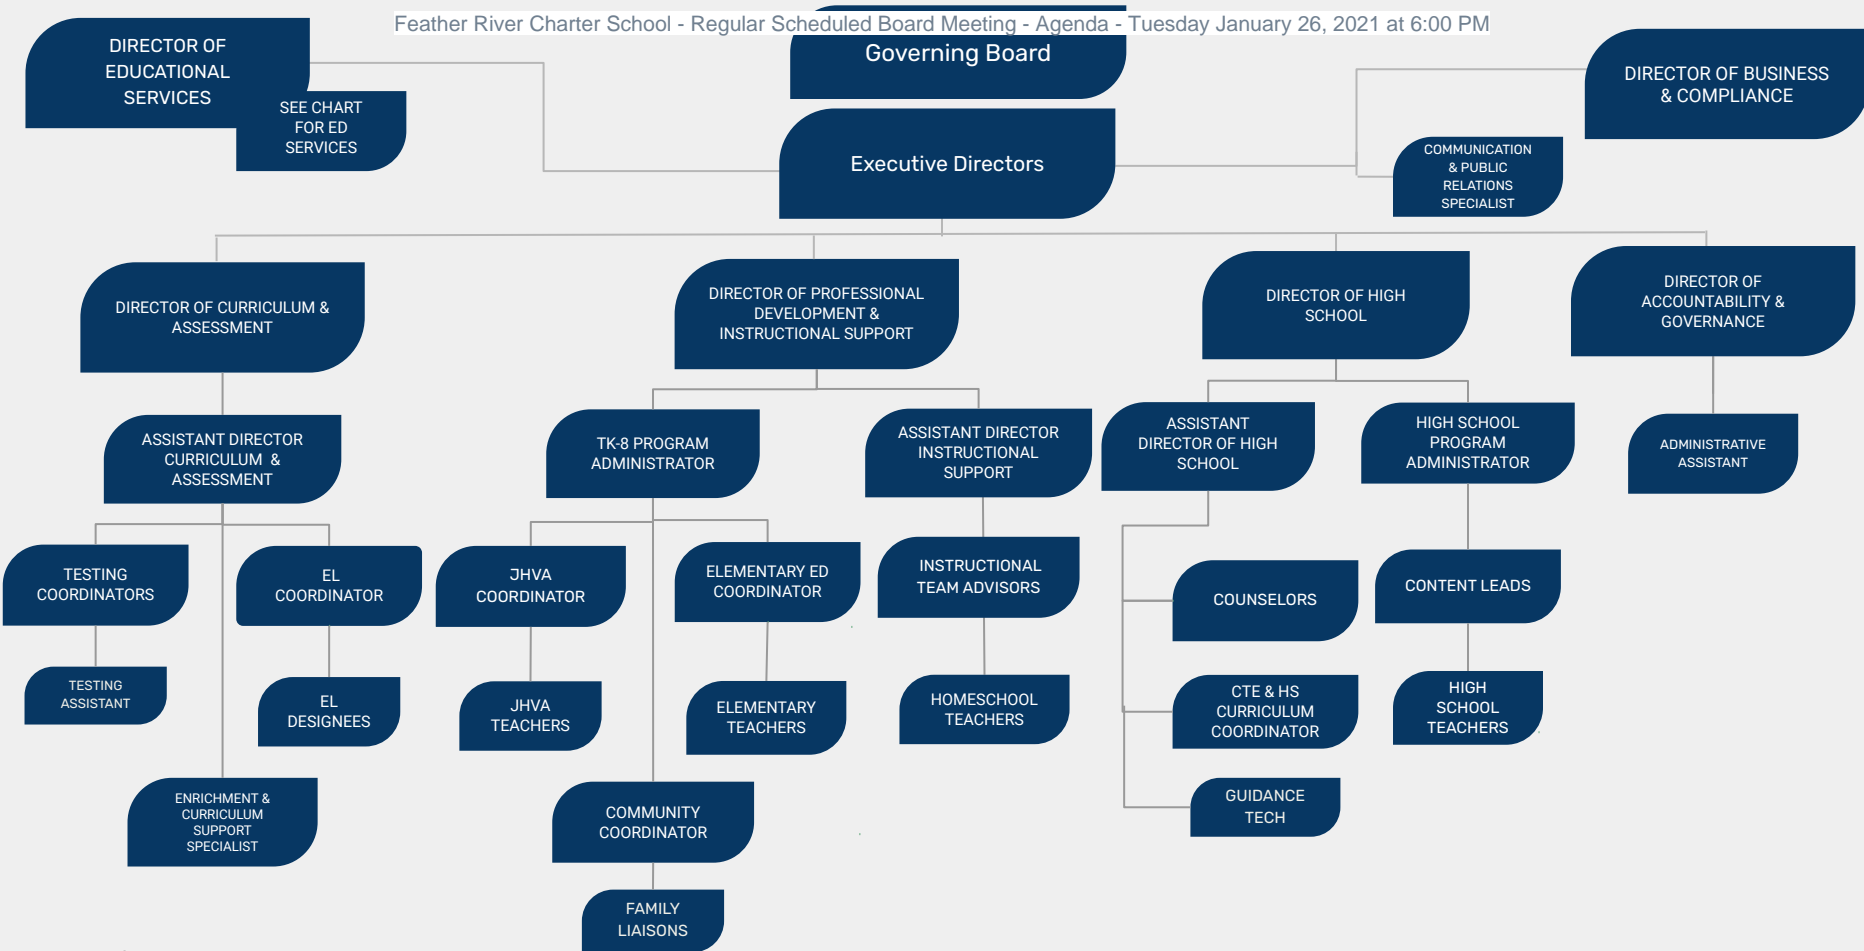 Feather River Charter School - Regular Scheduled Board Meeting - Agenda - Tuesday January 26, 2021 at 6:00 PM
DIRECTOR OF
EDUCATIONAL
SERVICES
SEE CHART
FOR ED
SERVICES
Governing Board
Executive Directors
DIRECTOR OF BUSINESS
& COMPLIANCE
COMMUNICATION
& PUBLIC
RELATIONS
SPECIALIST
DIRECTOR OF CURRICULUM &
ASSESSMENT
DIRECTOR OF PROFESSIONAL
DEVELOPMENT &
INSTRUCTIONAL SUPPORT
DIRECTOR OF HIGH
SCHOOL
DIRECTOR OF
ACCOUNTABILITY &
GOVERNANCE
ASSISTANT DIRECTOR
CURRICULUM &
ASSESSMENT
TK-8 PROGRAM
ADMINISTRATOR
ASSISTANT DIRECTOR
INSTRUCTIONAL
SUPPORT
ASSISTANT
DIRECTOR OF HIGH
SCHOOL
HIGH SCHOOL
PROGRAM
ADMINISTRATOR
ADMINISTRATIVE
ASSISTANT
TESTING
COORDINATORS
EL
COORDINATOR
JHVA
COORDINATOR
ELEMENTARY ED
COORDINATOR
INSTRUCTIONAL
TEAM ADVISORS
COUNSELORS
CONTENT LEADS
TESTING
ASSISTANT
EL
DESIGNEES
JHVA
TEACHERS
ELEMENTARY
TEACHERS
HOMESCHOOL
TEACHERS
CTE & HS
CURRICULUM
COORDINATOR
HIGH
SCHOOL
TEACHERS
ENRICHMENT &
CURRICULUM
SUPPORT
SPECIALIST
COMMUNITY
COORDINATOR
GUIDANCE
TECH
FAMILY
LIAISONS